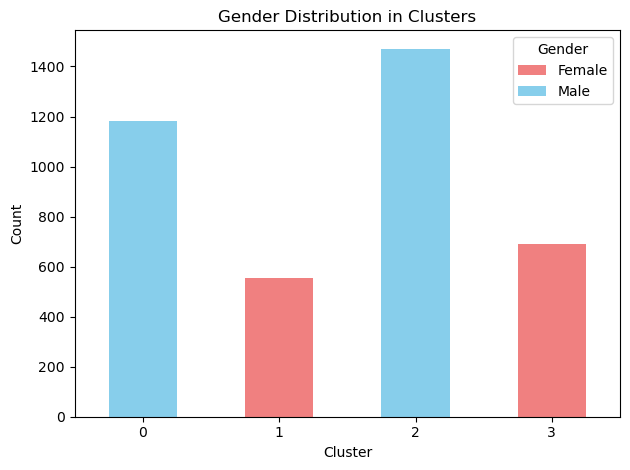 Gender Distribution in Clusters
Gender
Female
Male
1400
1200
1000
800
600
400
200
0
Count
0 1 2 3
Cluster